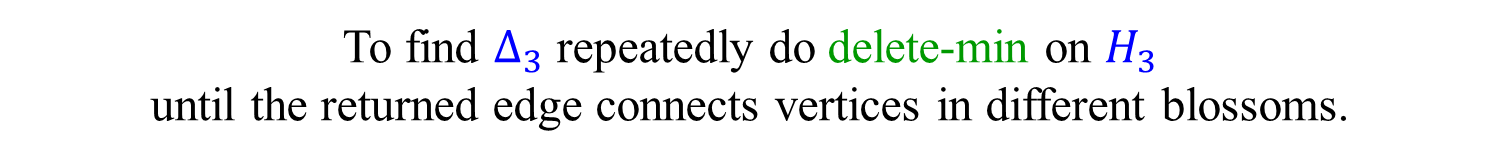 To find Δ₃ repeatedly do delete-min on H₃
until the returned edge connects vertices in different blossoms.